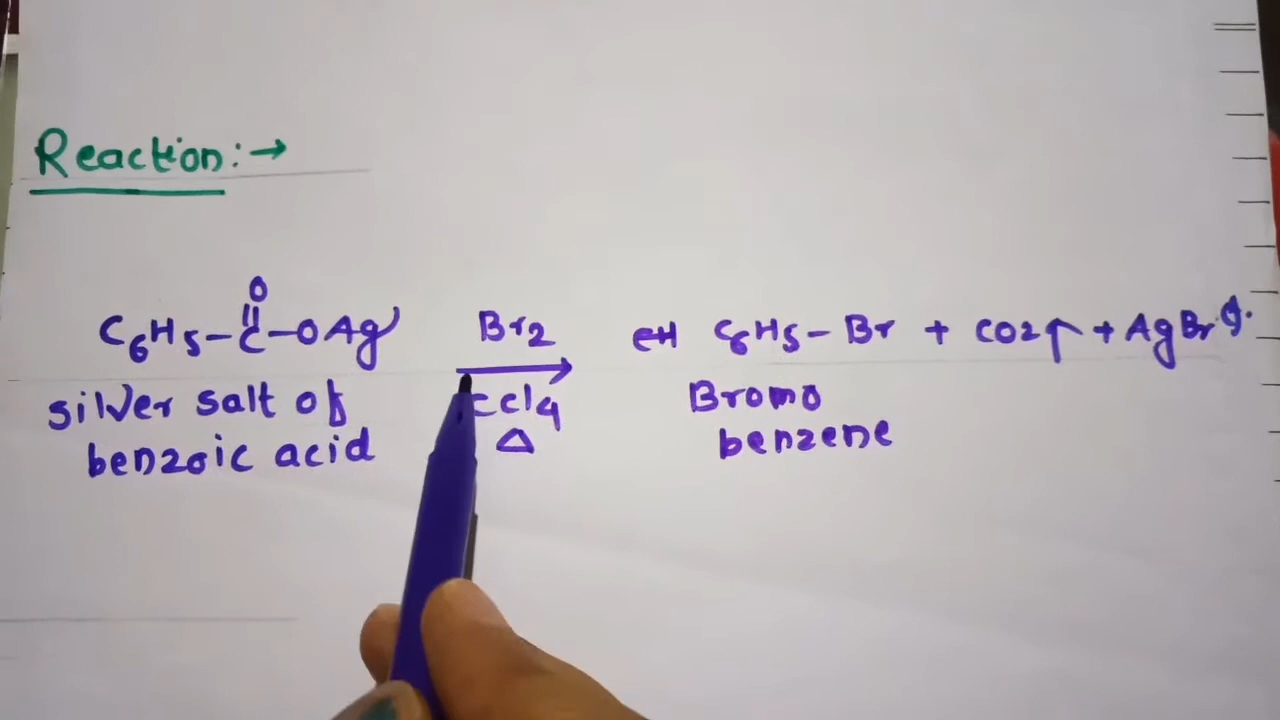 Reaction:→
O
C6H5-C-OAg Br2 C6H5-Br + CO2↑ + AgBr
silver salt of CCl4 Bromo
benzoic acid Δ benzene